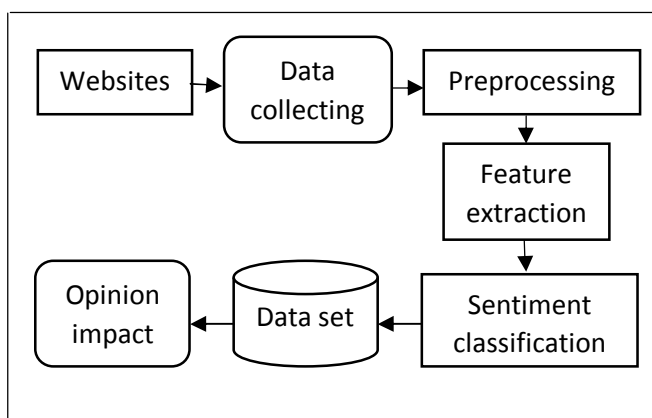 Websites
Data
collecting
Preprocessing
Feature
extraction
Sentiment
classification
Data set
Opinion
impact